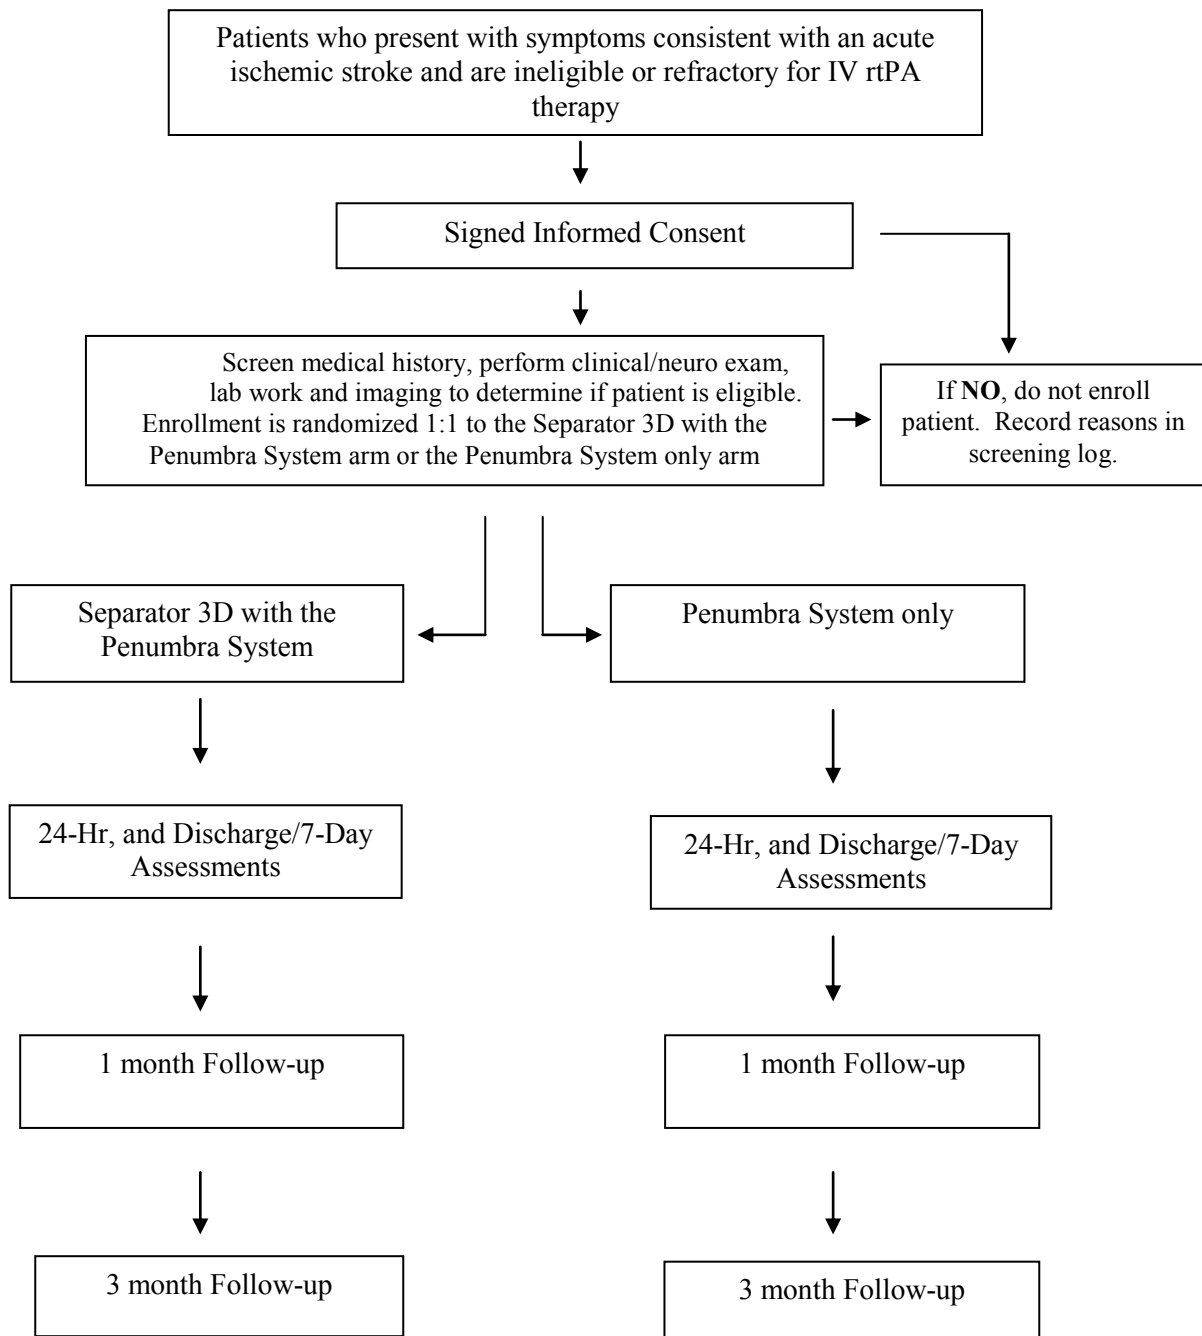 Patients who present with symptoms consistent with an acute
ischemic stroke and are ineligible or refractory for IV rtPA
therapy
Signed Informed Consent
Screen medical history, perform clinical/neuro exam,
lab work and imaging to determine if patient is eligible.
Enrollment is randomized 1:1 to the Separator 3D with the
Penumbra System arm or the Penumbra System only arm
If NO, do not enroll
patient. Record reasons in
screening log.
Separator 3D with the
Penumbra System
Penumbra System only
24-Hr, and Discharge/7-Day
Assessments
24-Hr, and Discharge/7-Day
Assessments
1 month Follow-up
1 month Follow-up
3 month Follow-up
3 month Follow-up